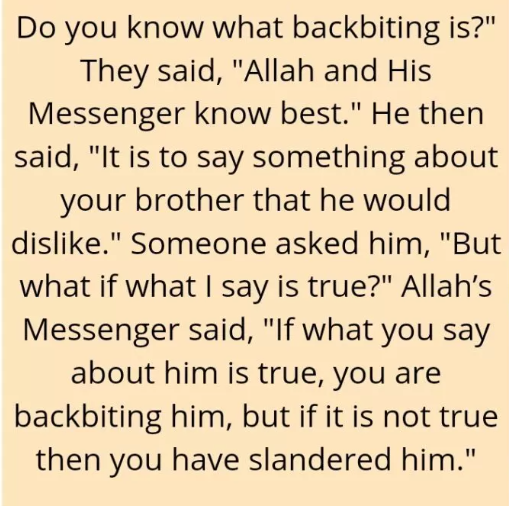 Do you know what backbiting is?"
They said, "Allah and His
Messenger know best." He then
said, "It is to say something about
your brother that he would
dislike." Someone asked him, "But
what if what I say is true?" Allah’s
Messenger said, "If what you say
about him is true, you are
backbiting him, but if it is not true
then you have slandered him."